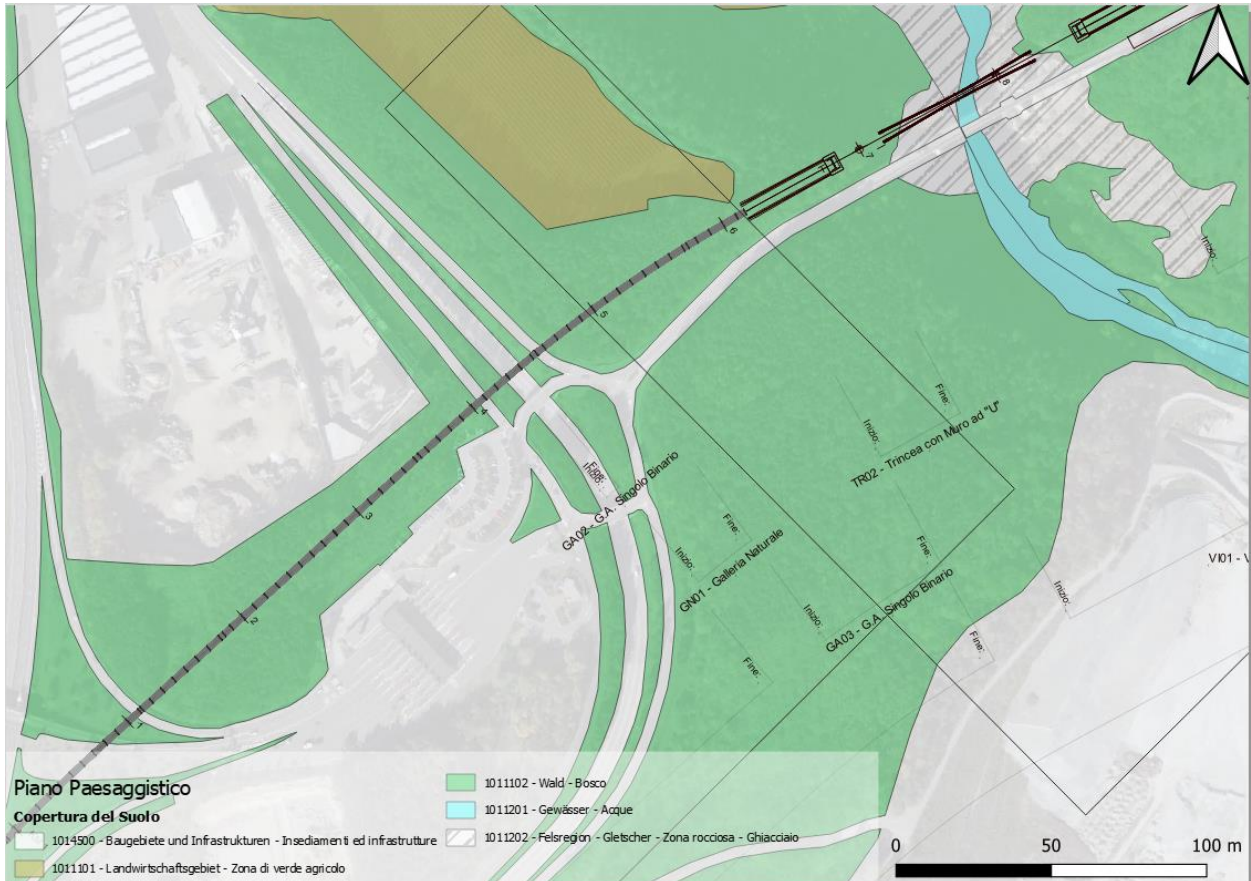 8
7
6
5
4
3
2
1
Inizio:
Fine:
Inizio:
TR02 - Trincea con Muro ad "U"
Fine:
Inizio:
GA02 - G.A. Singolo Binario
Fine:
Inizio:
GN01 - Galleria Naturale
Fine:
Fine:
Inizio:
GA03 - G.A. Singolo Binario
Fine:
Inizio:
VI01 - V
Piano Paesaggistico
Copertura del Suolo
1014500 - Baugebiete und Infrastrukturen - Insediamenti ed infrastrutture
1011101 - Landwirtschaftsgebiet - Zona di verde agricolo
1011102 - Wald - Bosco
1011201 - Gewässer - Acque
1011202 - Felsregion - Gletscher - Zona rocciosa - Ghiacciaio
0 50 100 m